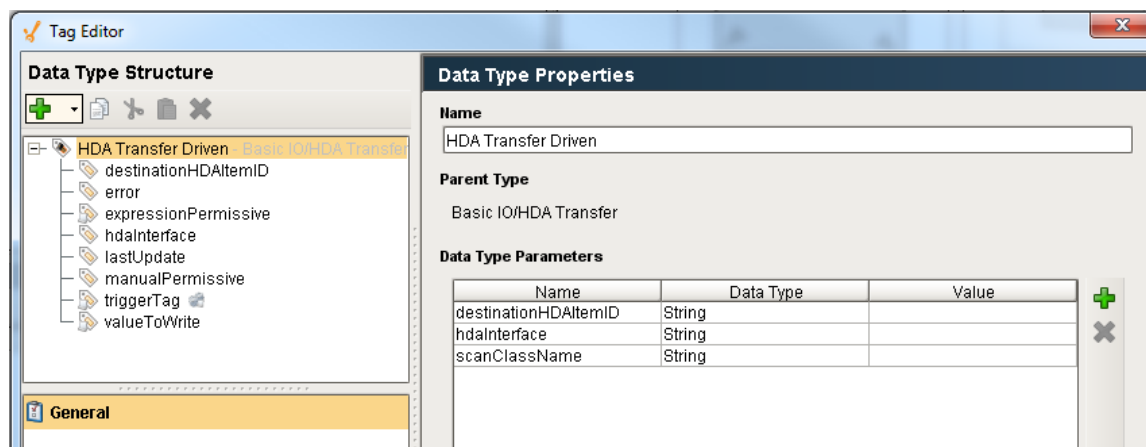 Tag Editor
Data Type Structure
HDA Transfer Driven - Basic IO/HDA Transfer
destinationHDAItemID
error
expressionPermissive
hdaInterface
lastUpdate
manualPermissive
triggerTag
valueToWrite
General
Data Type Properties
Name
HDA Transfer Driven
Parent Type
Basic IO/HDA Transfer
Data Type Parameters
Name Data Type Value
destinationHDAItemID String
hdaInterface String
scanClassName String